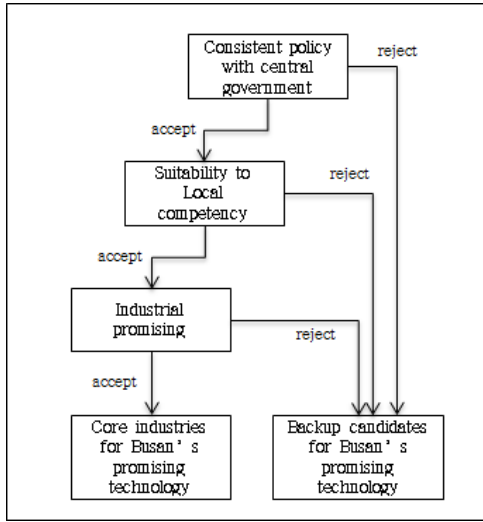 Consistent policy
with central
government
reject
accept
Suitability to
Local
competency
reject
accept
Industrial
promising
reject
accept
Core industries
for Busan's
promising
technology
Backup candidates
for Busan's
promising
technology